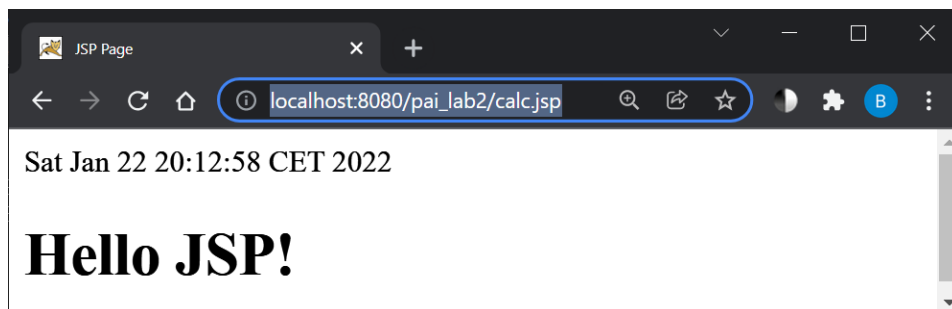 JSP Page
localhost:8080/pai_lab2/calc.jsp
B
Sat Jan 22 20:12:58 CET 2022
Hello JSP!